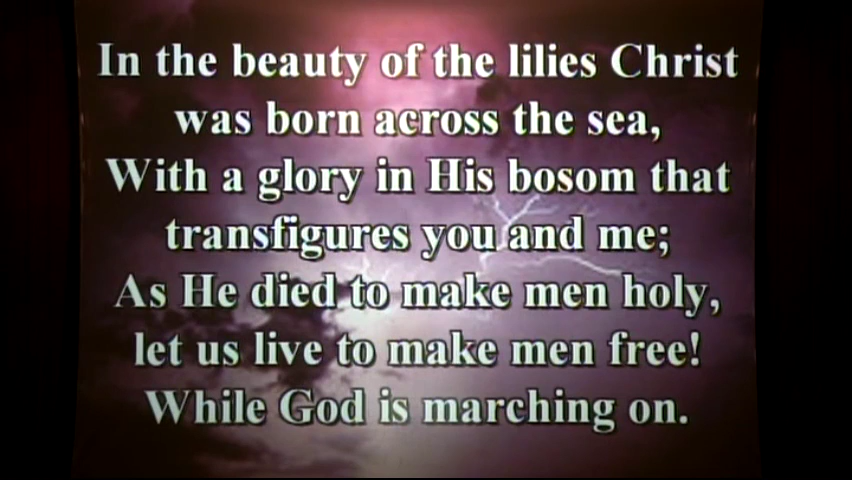 In the beauty of the lilies Christ
was born across the sea,
With a glory in His bosom that
transfigures you and me;
As He died to make men holy,
let us live to make men free!
While God is marching on.